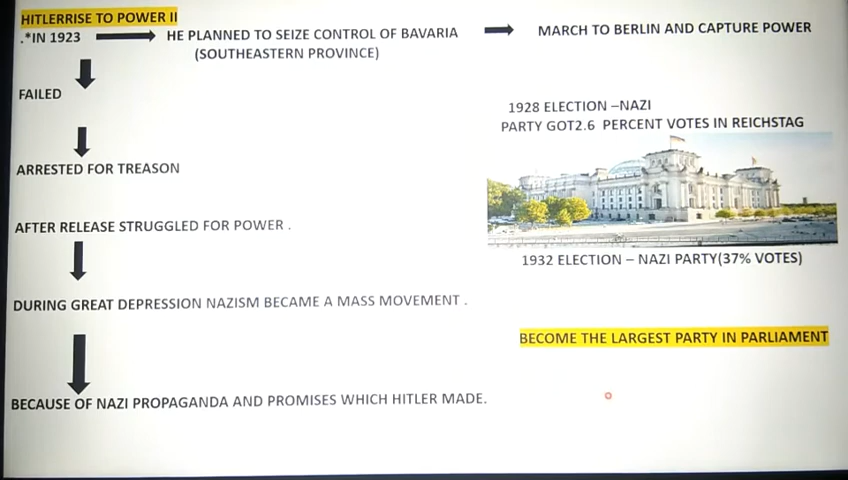 HITLERRISE TO POWER II
.*IN 1923
HE PLANNED TO SEIZE CONTROL OF BAVARIA
(SOUTHEASTERN PROVINCE)
MARCH TO BERLIN AND CAPTURE POWER
FAILED
ARRESTED FOR TREASON
AFTER RELEASE STRUGGLED FOR POWER .
DURING GREAT DEPRESSION NAZISM BECAME A MASS MOVEMENT .
BECAUSE OF NAZI PROPAGANDA AND PROMISES WHICH HITLER MADE.
1928 ELECTION –NAZI
PARTY GOT2.6 PERCENT VOTES IN REICHSTAG
1932 ELECTION – NAZI PARTY(37% VOTES)
BECOME THE LARGEST PARTY IN PARLIAMENT